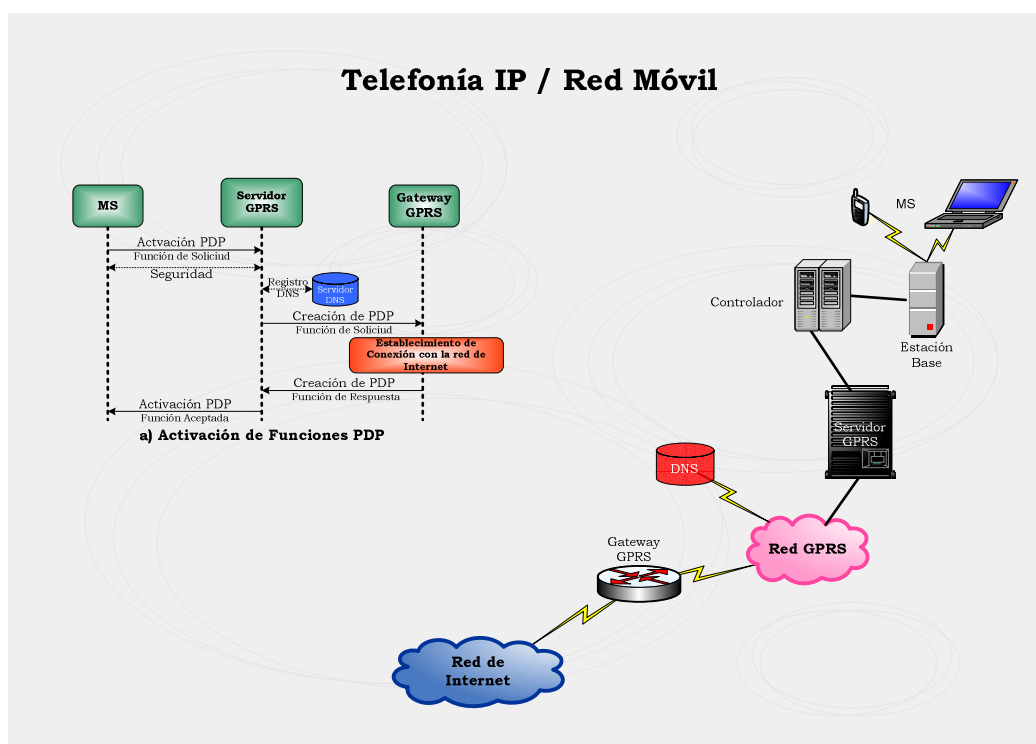 Telefonía IP / Red Móvil
MS
Servidor
GPRS
Gateway
GPRS
Actvación PDP
Función de Soliciud
Seguridad
Registro
DNS
Servidor
DNS
Creación de PDP
Función de Soliciud
Establecimiento de
Conexión con la red de
Internet
Creación de PDP
Función de Respuesta
Activación PDP
Función Aceptada
a) Activación de Funciones PDP
MS
Controlador
Estación
Base
Servidor
GPRS
DNS
Red GPRS
Gateway
GPRS
Red de
Internet